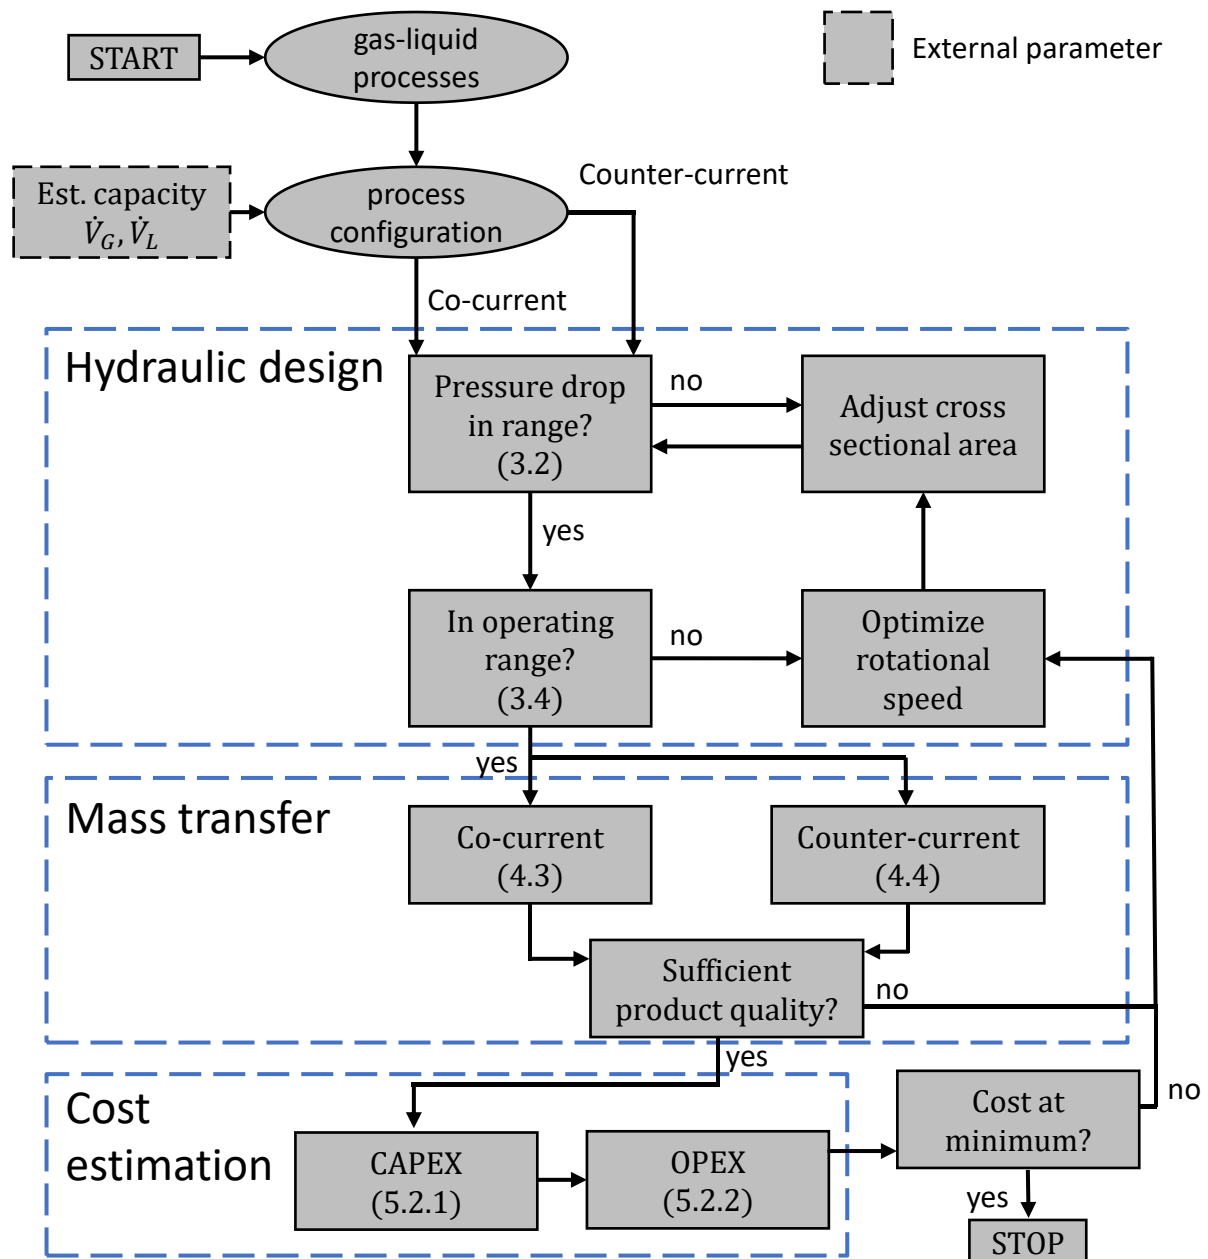 START
gas-liquid
processes
External parameter
Est. capacity
V̇_G, V̇_L
process
configuration
Counter-current
Co-current
Hydraulic design
Pressure drop
in range?
(3.2)
no
Adjust cross
sectional area
yes
In operating
range?
(3.4)
no
Optimize
rotational
speed
yes
Mass transfer
Co-current
(4.3)
Counter-current
(4.4)
Sufficient
product quality?
no
yes
Cost
estimation
CAPEX
(5.2.1)
OPEX
(5.2.2)
Cost at
minimum?
no
yes
STOP